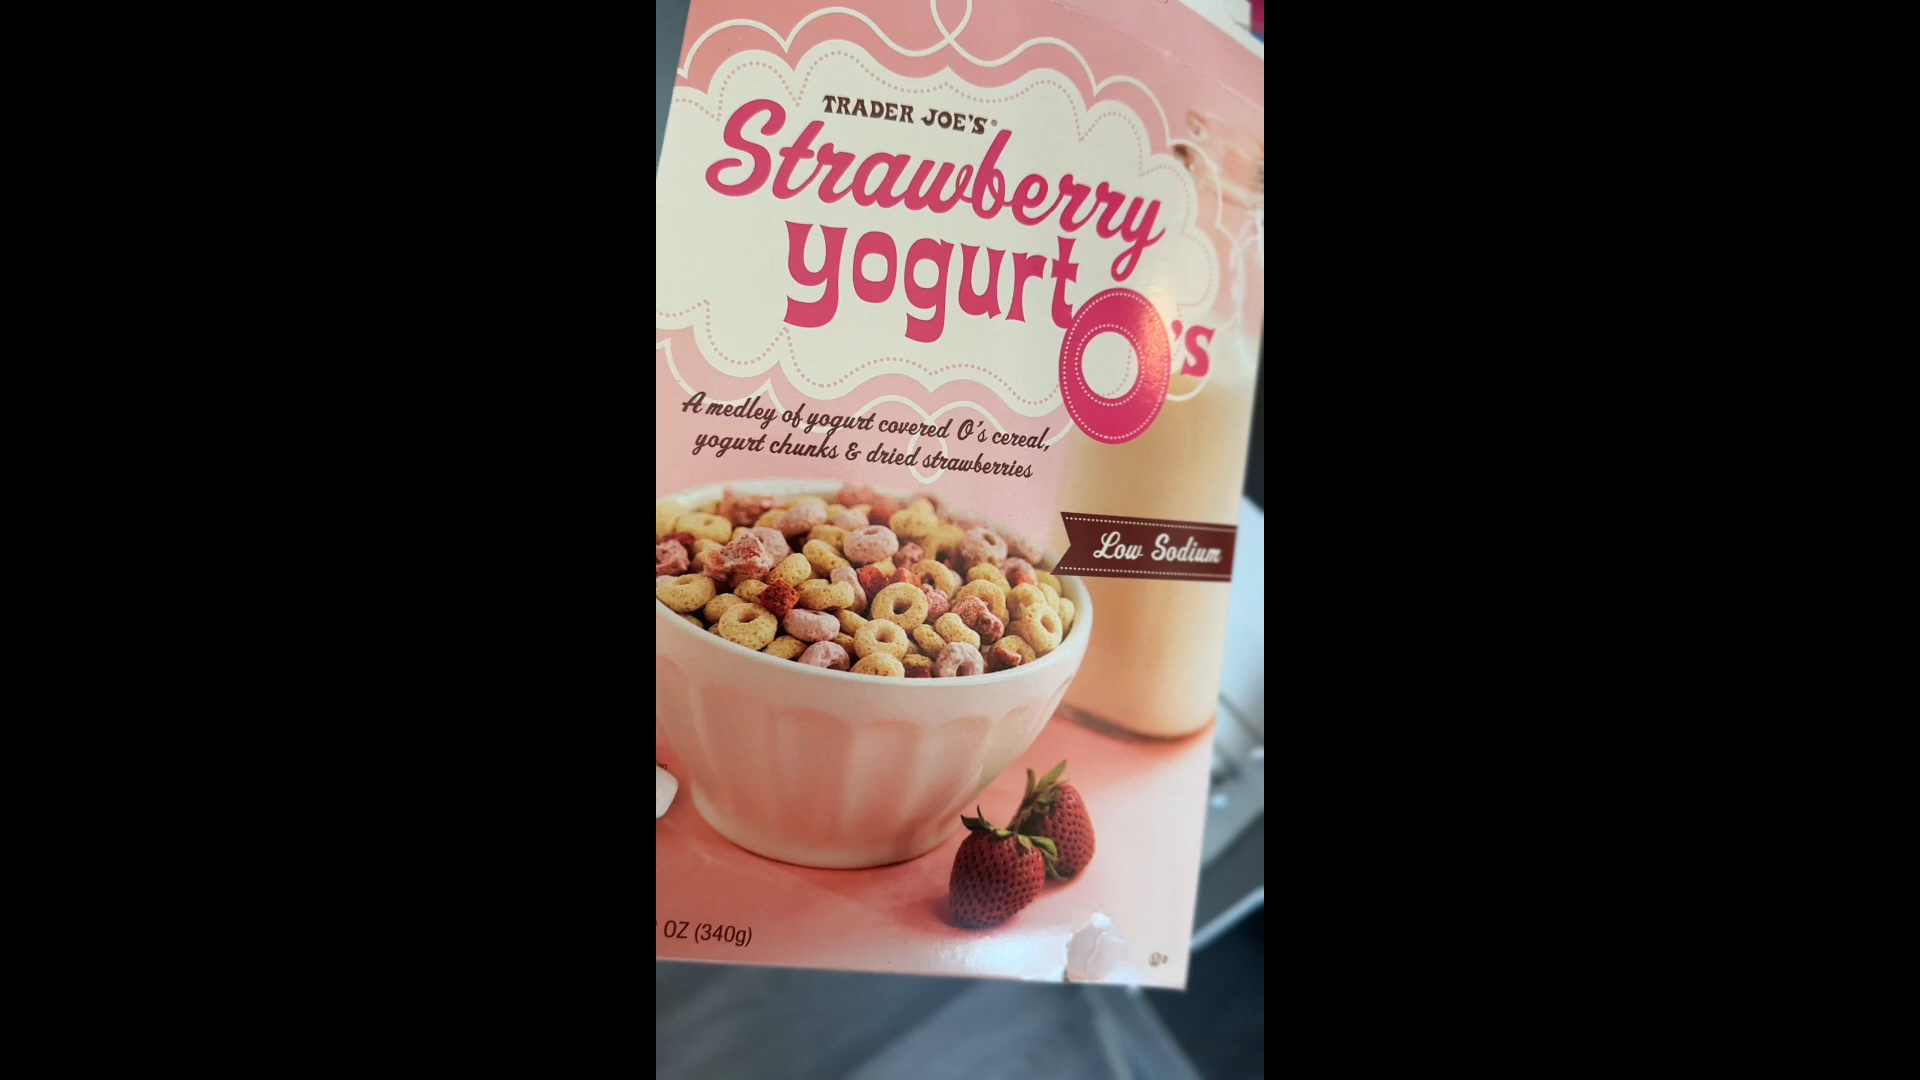 TRADER JOE'S®
Strawberry
yogurt
O's
A medley of yogurt covered O's cereal,
yogurt chunks & dried strawberries
Low Sodium
OZ (340g)